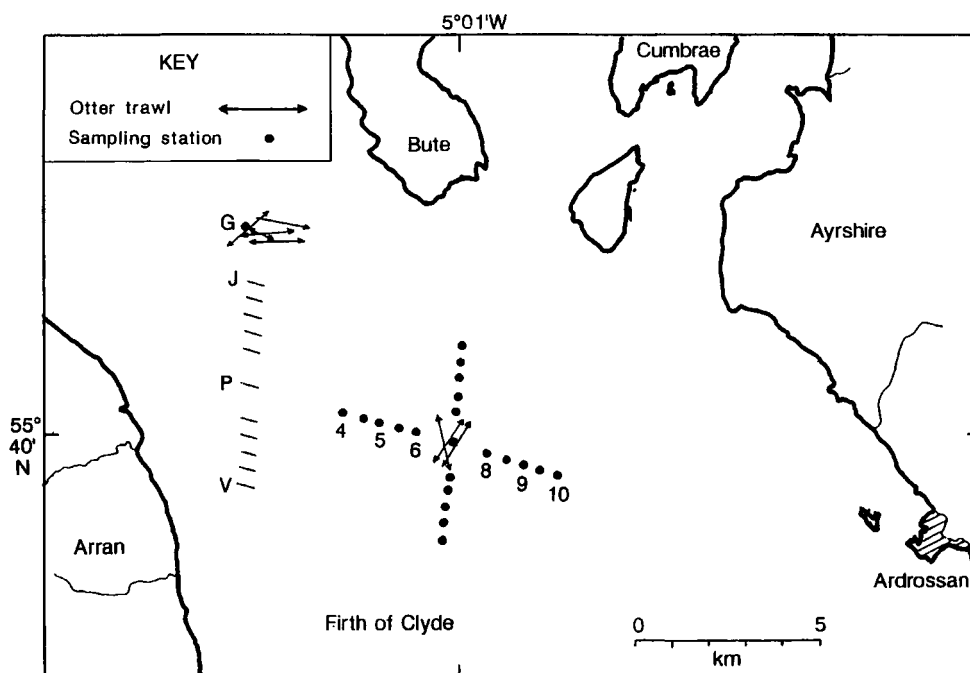 5°01'W
KEY
Otter trawl
Sampling station
Cumbrae
Bute
Ayrshire
G
J
P
55°
40'
N
4
5
6
8
9
10
V
Arran
Ardrossan
Firth of Clyde
0 5
km